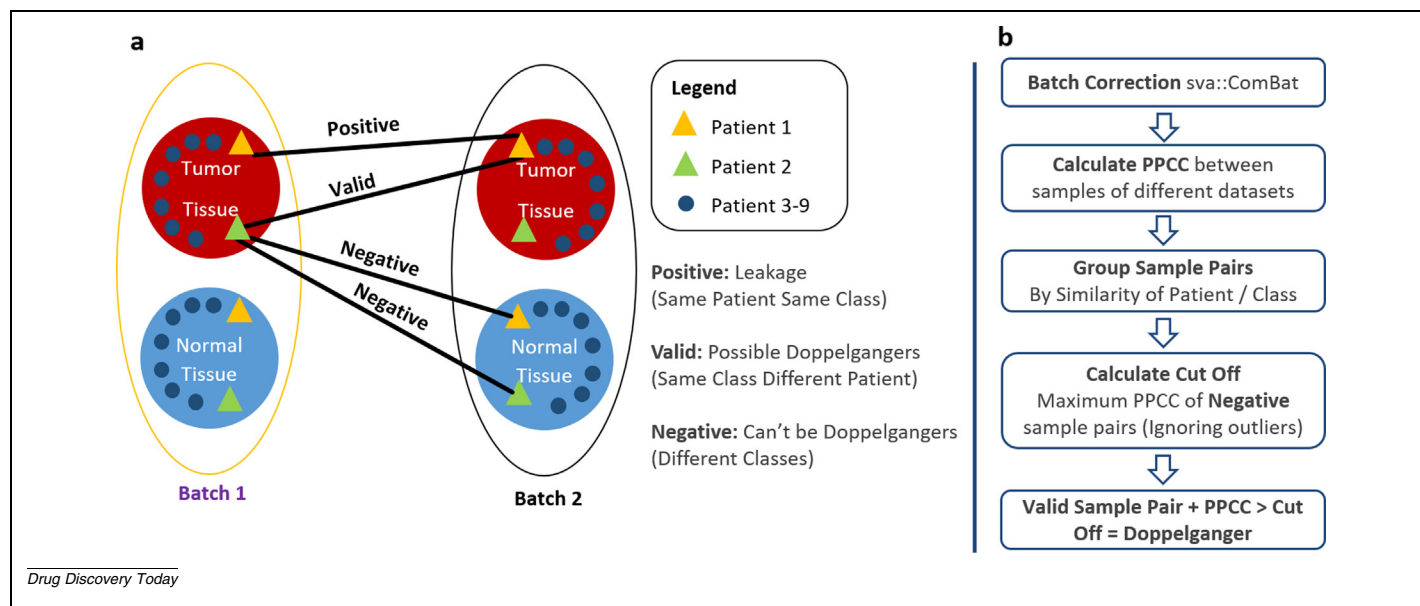 a
Positive
Valid
Negative
Negative
Tumor
Tissue
Normal
Tissue
Tumor
Tissue
Normal
Tissue
Batch 1
Batch 2
Legend
Patient 1
Patient 2
Patient 3-9
Positive: Leakage
(Same Patient Same Class)
Valid: Possible Doppelgangers
(Same Class Different Patient)
Negative: Can't be Doppelgangers
(Different Classes)
b
Batch Correction sva::ComBat
Calculate PPCC between
samples of different datasets
Group Sample Pairs
By Similarity of Patient / Class
Calculate Cut Off
Maximum PPCC of Negative
sample pairs (Ignoring outliers)
Valid Sample Pair + PPCC > Cut
Off = Doppelganger
Drug Discovery Today